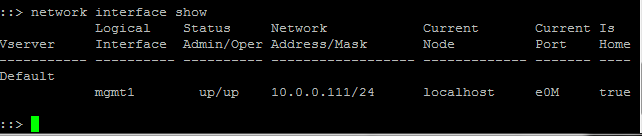 ::> network interface show
            Logical    Status     Network            Current       Current Is
Vserver     Interface  Admin/Oper Address/Mask       Node          Port    Home
----------- ---------- ---------- ------------------ ------------- ------- ----
Default
            mgmt1        up/up    10.0.0.111/24      localhost     e0M     true
::>